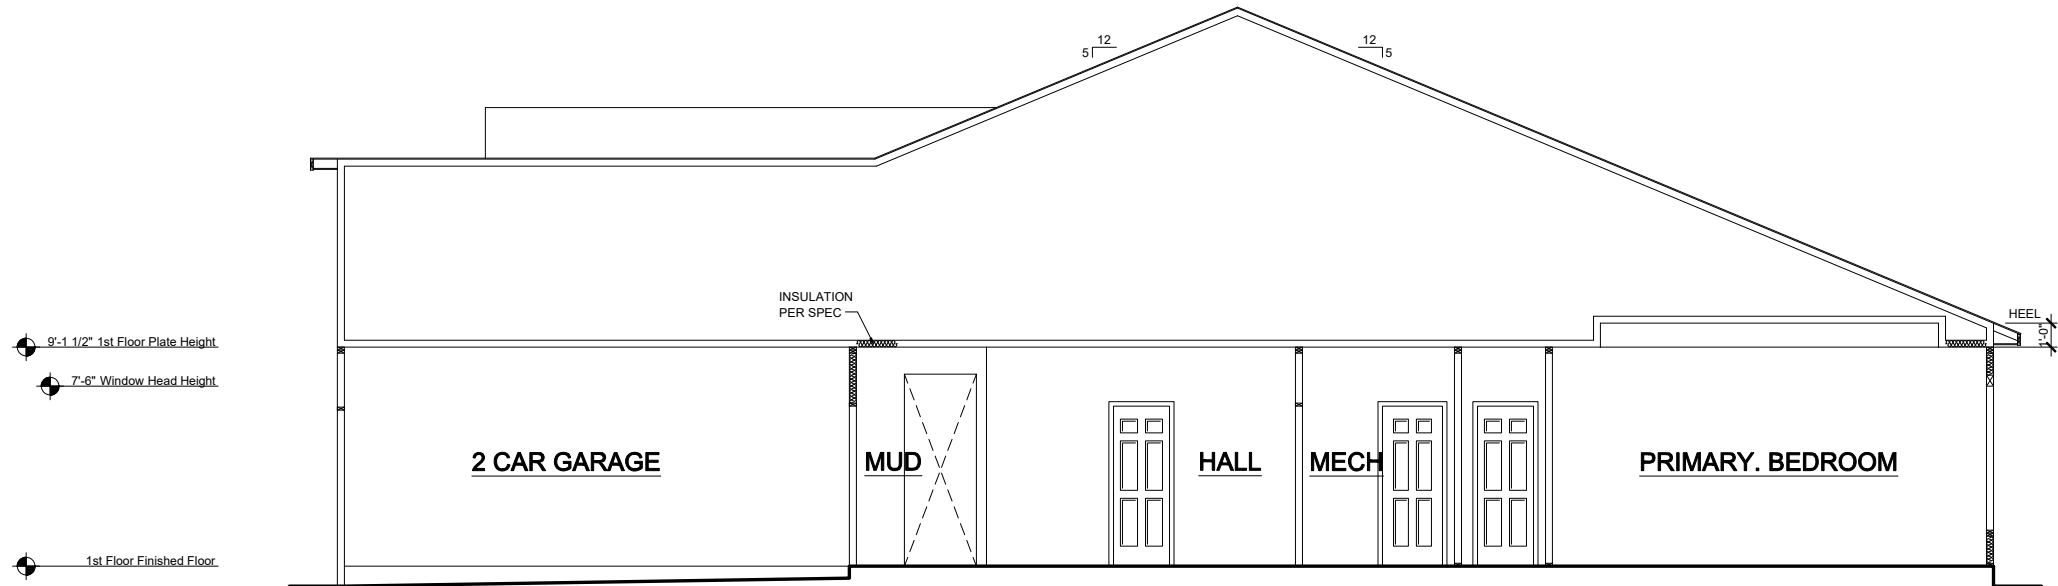 12
5
12
5
INSULATION
PER SPEC
HEEL
1'-0"
9'-1 1/2" 1st Floor Plate Height
7'-6" Window Head Height
2 CAR GARAGE
MUD
HALL
MECH
PRIMARY. BEDROOM
1st Floor Finished Floor